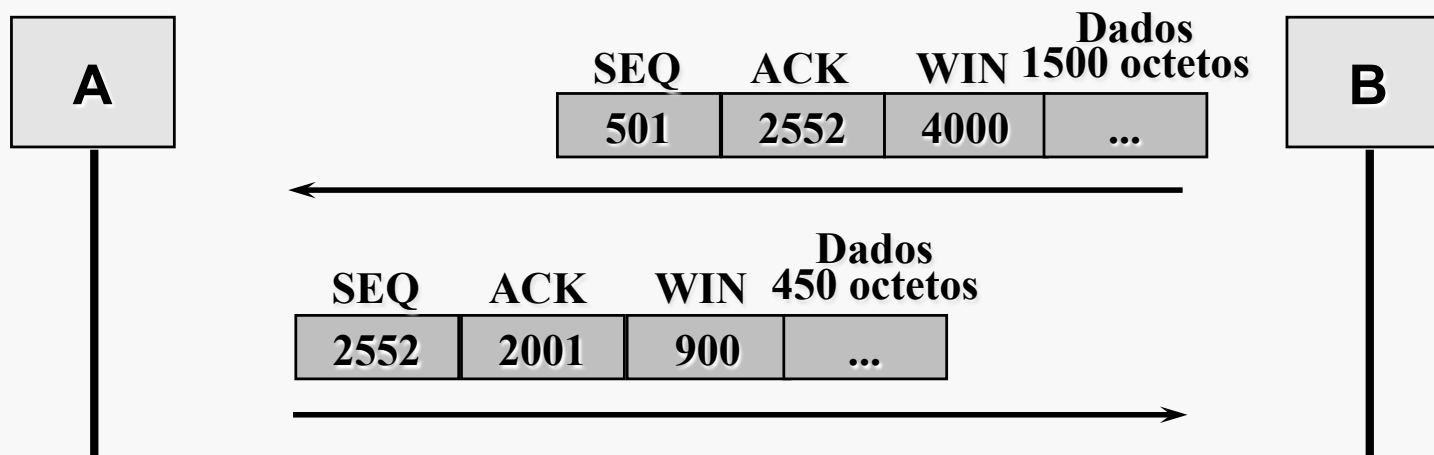 A
B
Dados
SEQ ACK WIN 1500 octetos
501 2552 4000 ...
Dados
SEQ ACK WIN 450 octetos
2552 2001 900 ...